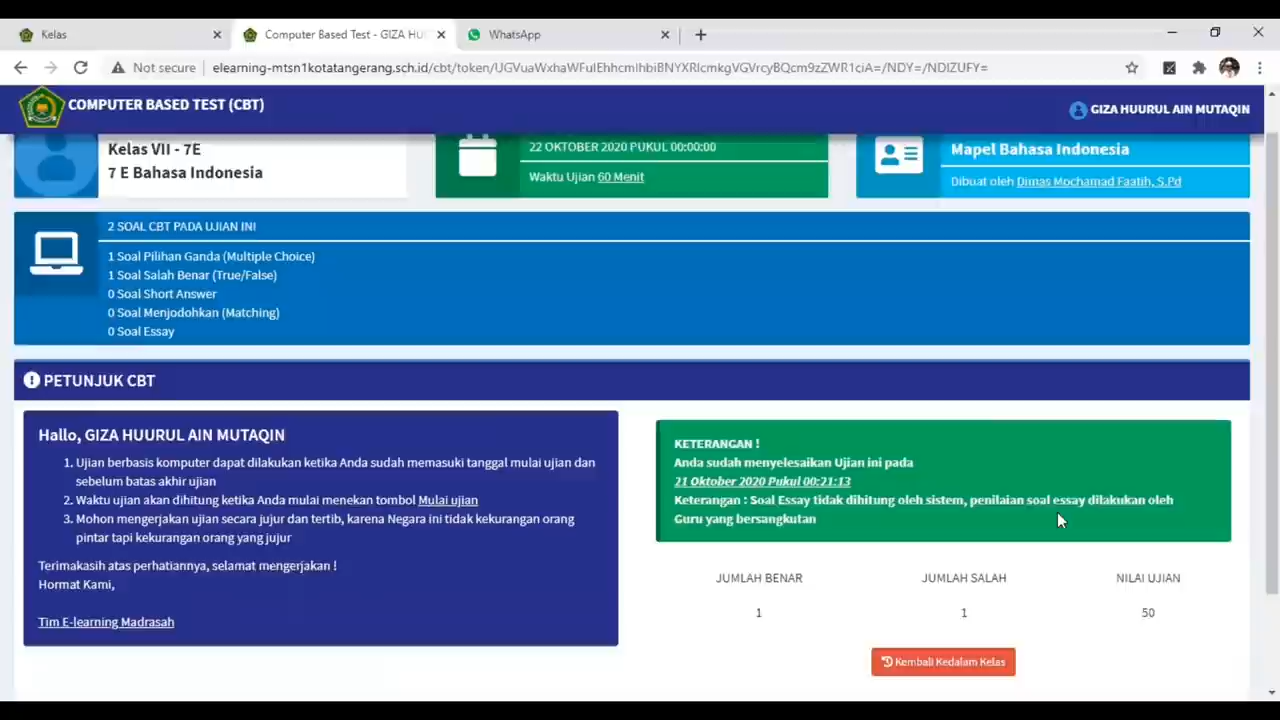 Kelas
Computer Based Test - GIZA HU
WhatsApp
Not secure
elearning-mtsn1kotatangerang.sch.id/cbt/token/
COMPUTER BASED TEST (CBT)
GIZA HUURUL AIN MUTAQIN
Kelas VII - 7E
7 E Bahasa Indonesia
22 OKTOBER 2020 PUKUL 00:00:00
Waktu Ujian 60 Menit
Mapel Bahasa Indonesia
Dibuat oleh Dimas Mochamad Faatih, S.Pd
2 SOAL CBT PADA UJIAN INI
1 Soal Pilihan Ganda (Multiple Choice)
1 Soal Salah Benar (True/False)
0 Soal Short Answer
0 Soal Menjodohkan (Matching)
0 Soal Essay
PETUNJUK CBT
Hallo, GIZA HUURUL AIN MUTAQIN
1. Ujian berbasis komputer dapat dilakukan ketika Anda sudah memasuki tanggal mulai ujian dan
sebelum batas akhir ujian
2. Waktu ujian akan dihitung ketika Anda mulai menekan tombol Mulai ujian
3. Mohon mengerjakan ujian secara jujur dan tertib, karena Negara ini tidak kekurangan orang
pintar tapi kekurangan orang yang jujur
Terimakasih atas perhatiannya, selamat mengerjakan !
Hormat Kami,
Tim E-learning Madrasah
KETERANGAN !
Anda sudah menyelesaikan Ujian ini pada
21 Oktober 2020 Pukul 00:21:13
Keterangan : Soal Essay tidak dihitung oleh sistem, penilaian soal essay dilakukan oleh
Guru yang bersangkutan
JUMLAH BENAR
JUMLAH SALAH
NILAI UJIAN
1
1
50
Kembali Kedalam Kelas